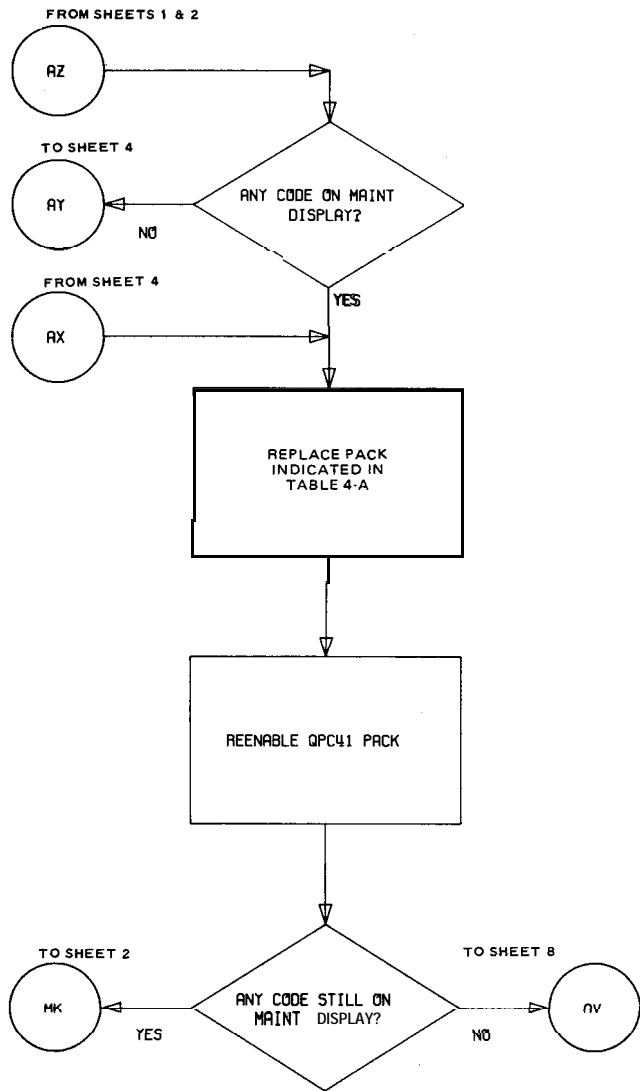 FROM SHEETS 1 & 2
AZ
TO SHEET 4
ANY CODE ON MAINT
DISPLAY?
AY
NO
FROM SHEET 4
YES
AX
REPLACE PACK
INDICATED IN
TABLE 4-A
REENABLE QPC41 PACK
TO SHEET 2
TO SHEET 8
MK
ANY CODE STILL ON
MAINT DISPLAY?
YES
NO